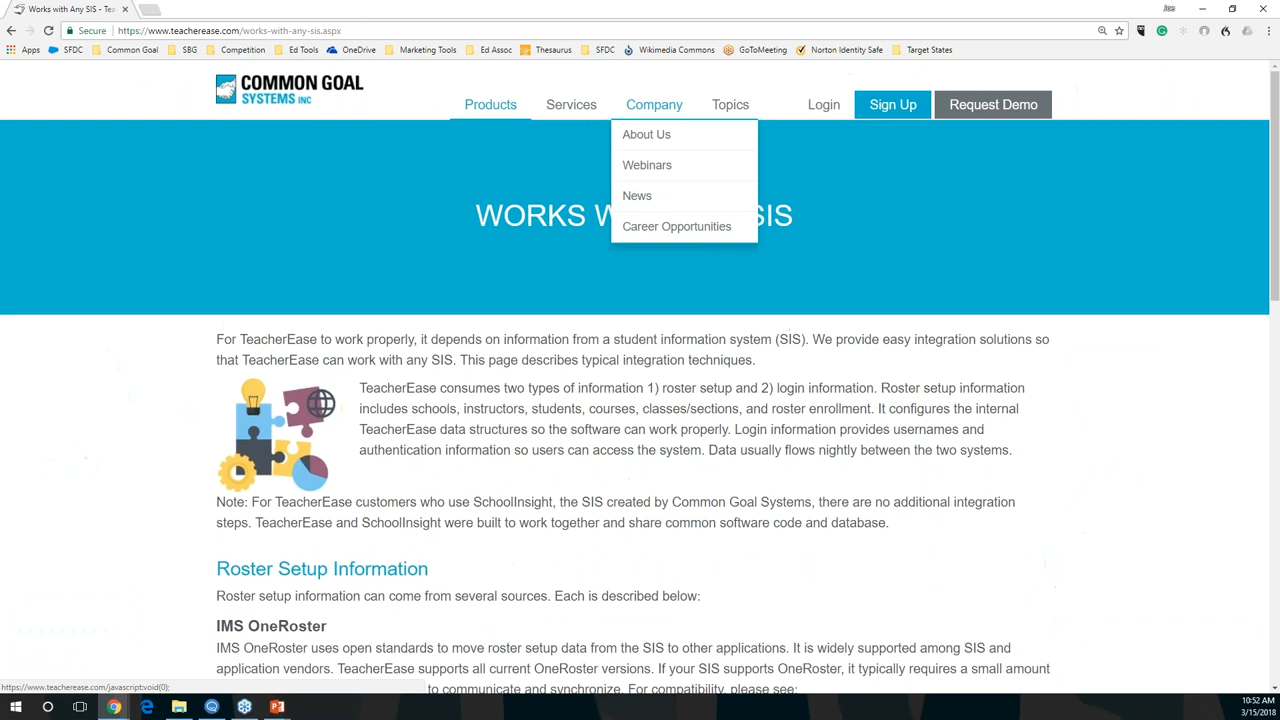 Works with Any SIS - Tea
Secure
https://www.teacherease.com/works-with-any-sis.aspx
Apps SFDC Common Goal SBG Competition Ed Tools OneDrive Marketing Tools Ed Assoc Thesaurus SFDC Wikimedia Commons GoToMeeting Norton Identity Safe Target States
COMMON GOAL
SYSTEMS INC
Products Services Company Topics Login Sign Up Request Demo
About Us
Webinars
News
Career Opportunities
WORKS W SIS
For TeacherEase to work properly, it depends on information from a student information system (SIS). We provide easy integration solutions so
that TeacherEase can work with any SIS. This page describes typical integration techniques.
TeacherEase consumes two types of information 1) roster setup and 2) login information. Roster setup information
includes schools, instructors, students, courses, classes/sections, and roster enrollment. It configures the internal
TeacherEase data structures so the software can work properly. Login information provides usernames and
authentication information so users can access the system. Data usually flows nightly between the two systems.
Note: For TeacherEase customers who use SchoolInsight, the SIS created by Common Goal Systems, there are no additional integration
steps. TeacherEase and SchoolInsight were built to work together and share common software code and database.
Roster Setup Information
Roster setup information can come from several sources. Each is described below:
IMS OneRoster
IMS OneRoster uses open standards to move roster setup data from the SIS to other applications. It is widely supported among SIS and
application vendors. TeacherEase supports all current OneRoster versions. If your SIS supports OneRoster, it typically requires a small amount
to communicate and synchronize. For compatibility, please see:
https://www.teacherease.com/javascript:void(0);
10:52 AM
3/15/2018